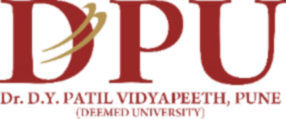 DPU
Dr. D.Y. PATIL VIDYAPEETH, PUNE
(DEEMED UNIVERSITY)